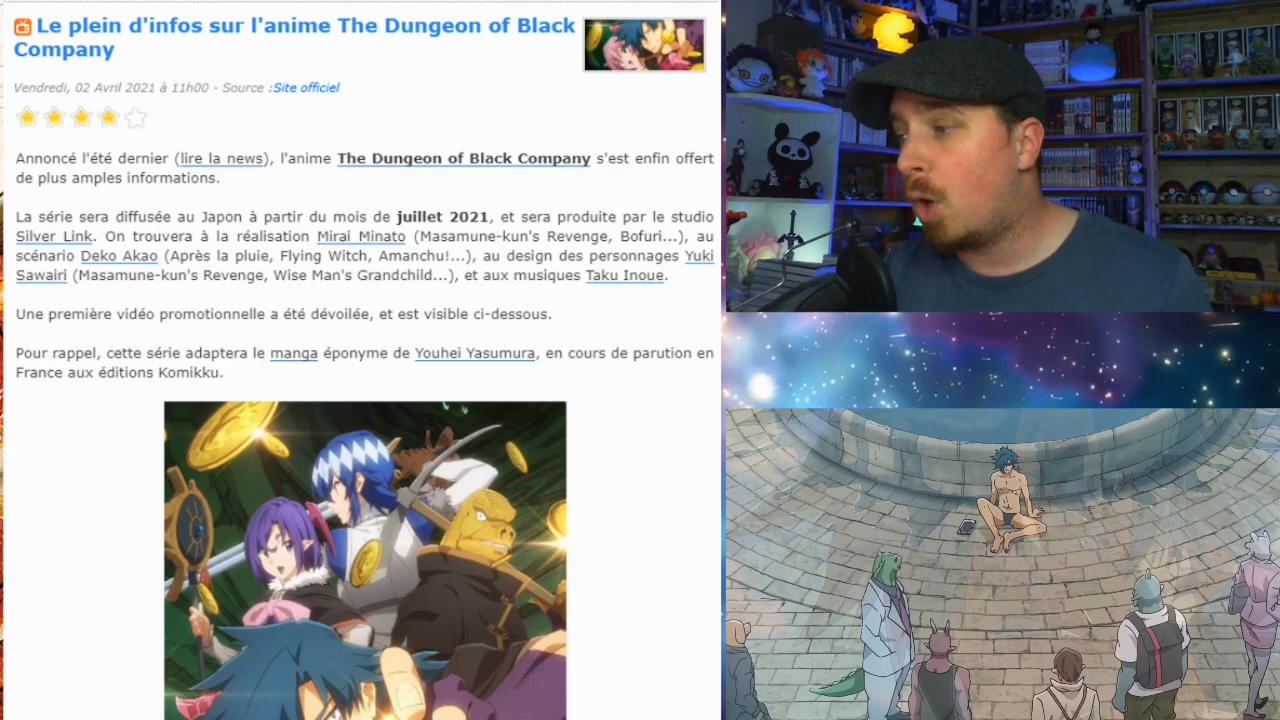 Le plein d'infos sur l'anime The Dungeon of Black
Company
Vendredi, 02 Avril 2021 à 11h00 - Source :Site officiel
Annoncé l'été dernier (lire la news), l'anime The Dungeon of Black Company s'est enfin offert
de plus amples informations.
La série sera diffusée au Japon à partir du mois de juillet 2021, et sera produite par le studio
Silver Link. On trouvera à la réalisation Mirai Minato (Masamune-kun's Revenge, Bofuri...), au
scénario Deko Akao (Après la pluie, Flying Witch, Amanchu!...), au design des personnages Yuki
Sawairi (Masamune-kun's Revenge, Wise Man's Grandchild...), et aux musiques Taku Inoue.
Une première vidéo promotionnelle a été dévoilée, et est visible ci-dessous.
Pour rappel, cette série adaptera le manga éponyme de Youhei Yasumura, en cours de parution en
France aux éditions Komikku.